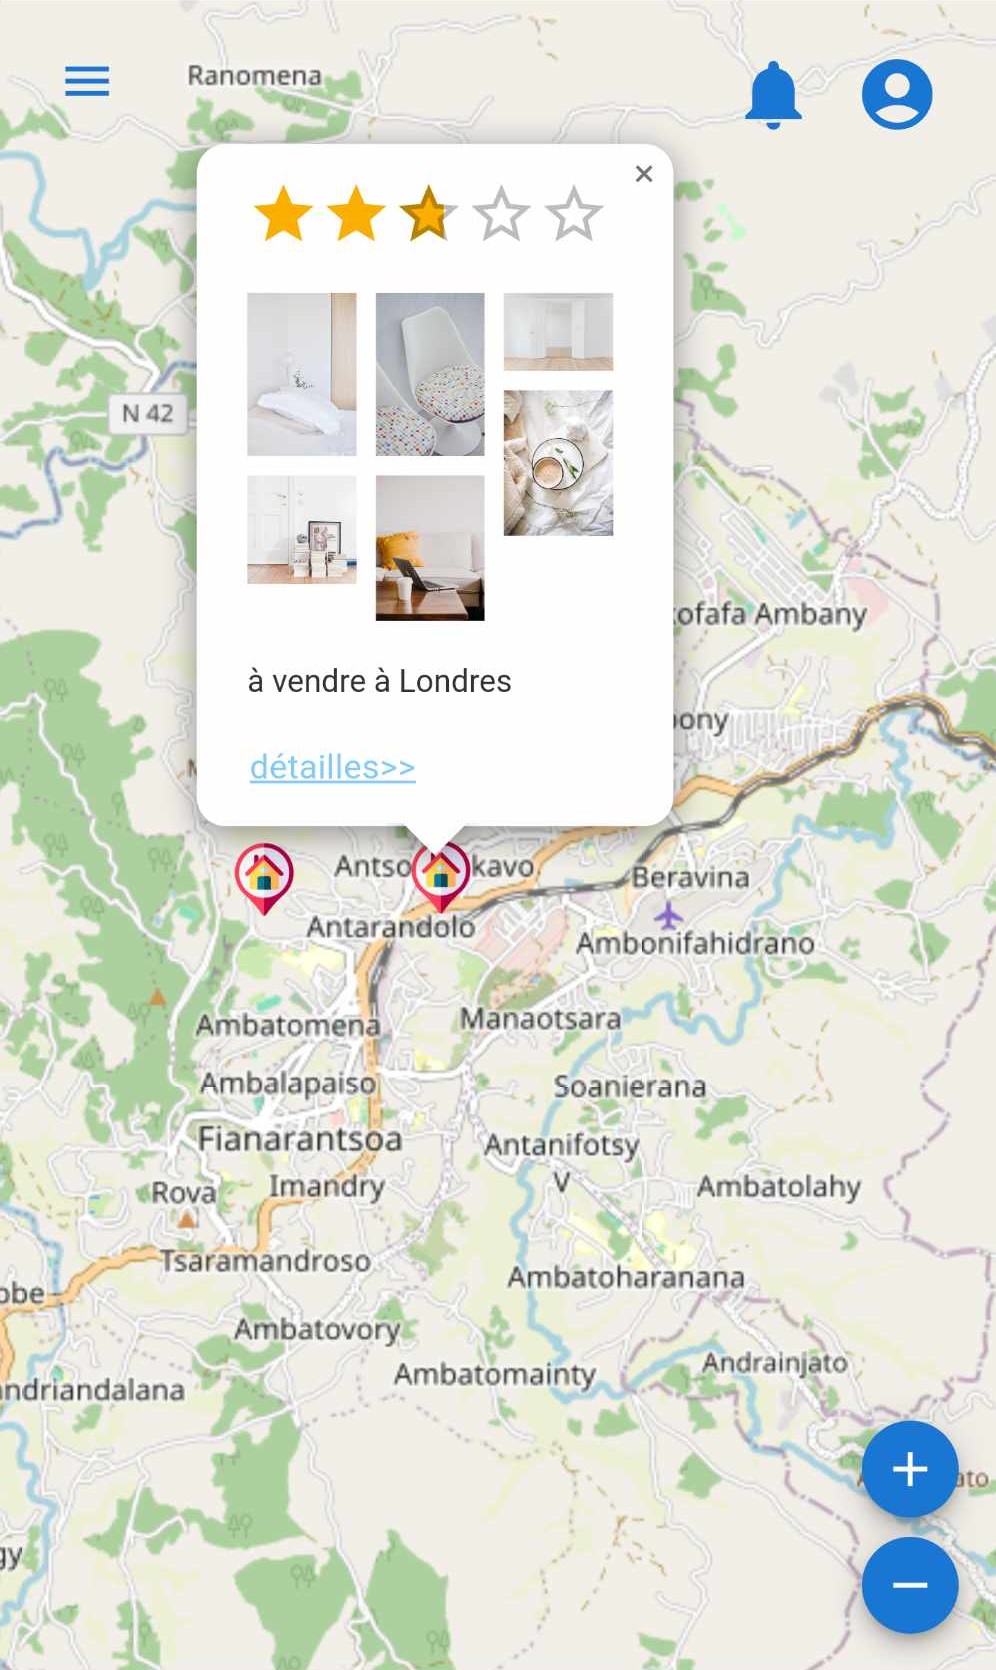 Ranomena
N 42
ofafa Ambany
ony
à vendre à Londres
détailles>>
Antso
kavo
Beravina
Antarandolo
Ambonifahidrano
Ambatomena
Manaotsara
Ambalapaiso
Soanierana
Fianarantsoa
Antanifotsy
V
Rova
Imandry
Ambatolahy
Tsaramandroso
obe
Ambatoharanana
Ambatovory
Ambatomainty
Andrainjato
andriandalana
ato
gy